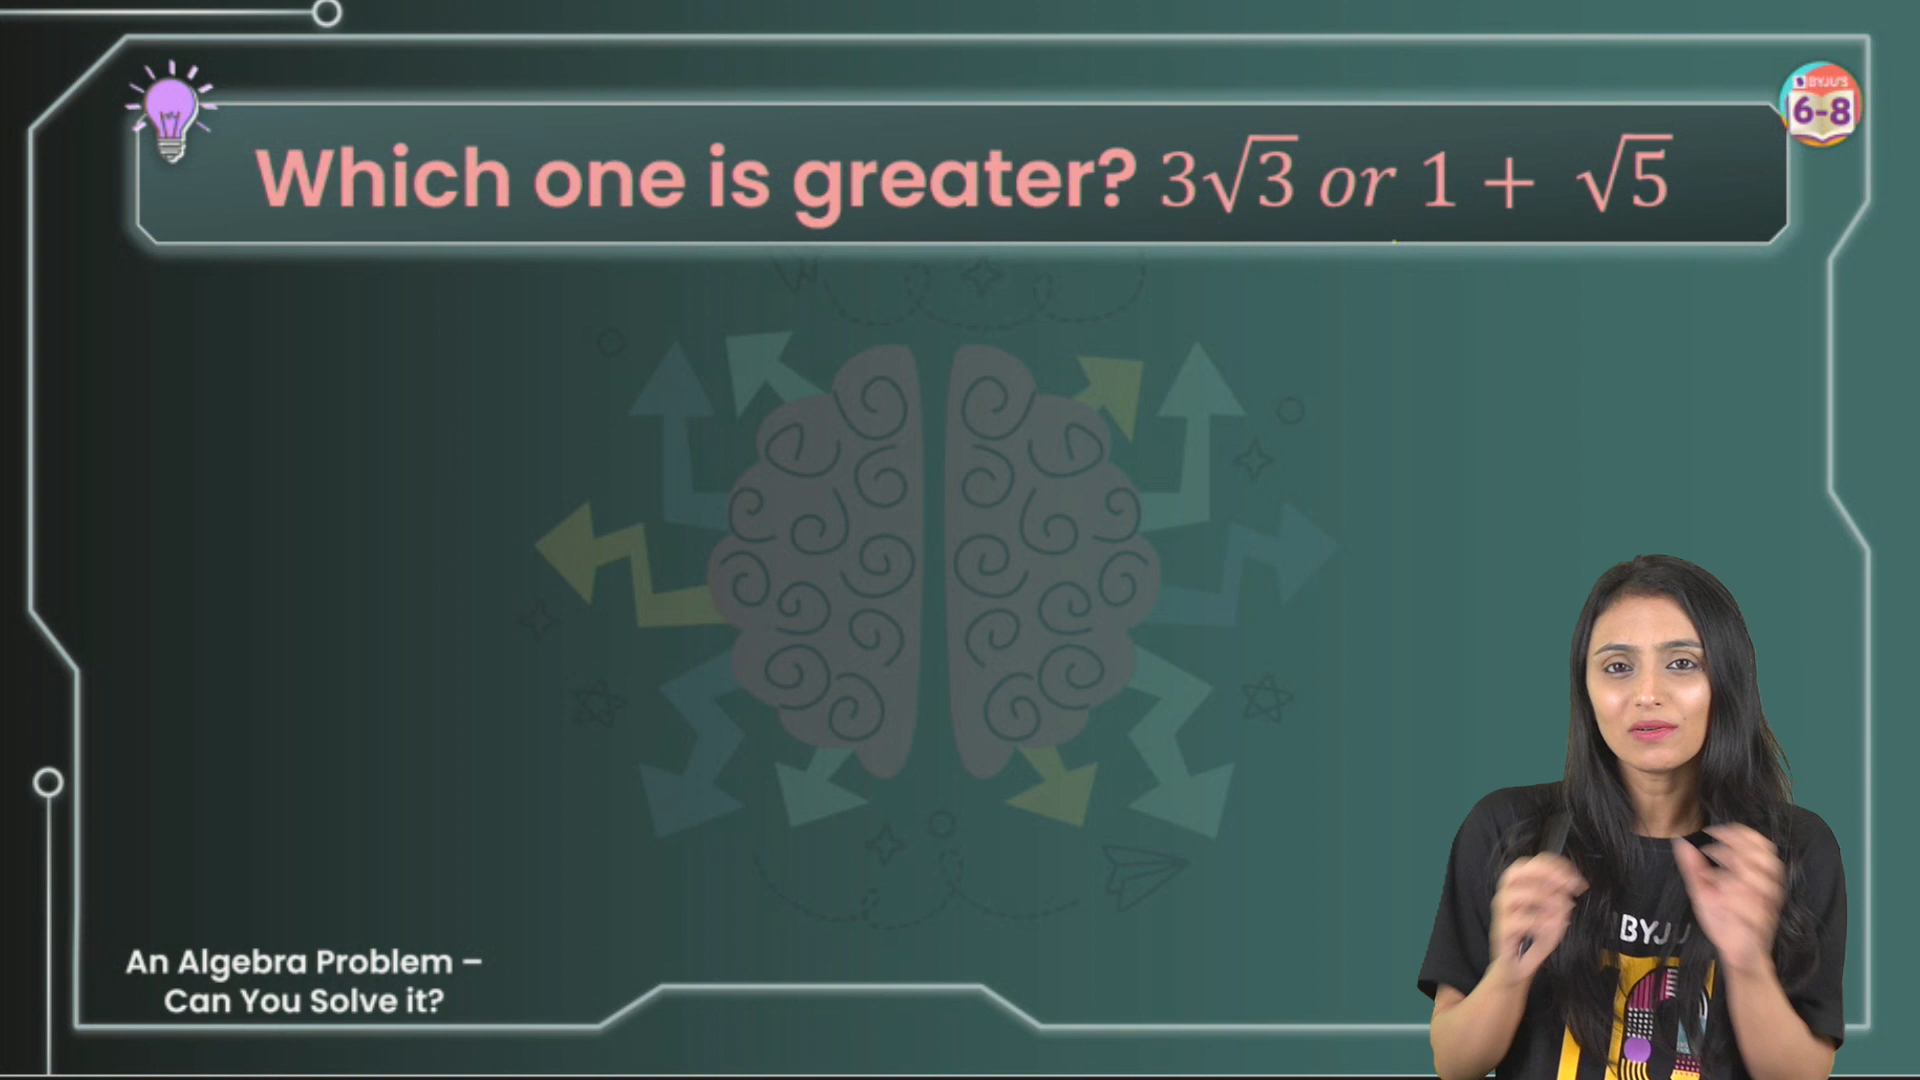 BYJU'S
6-8
Which one is greater? 3√3 or 1 + √5
BYJU
An Algebra Problem –
Can You Solve it?